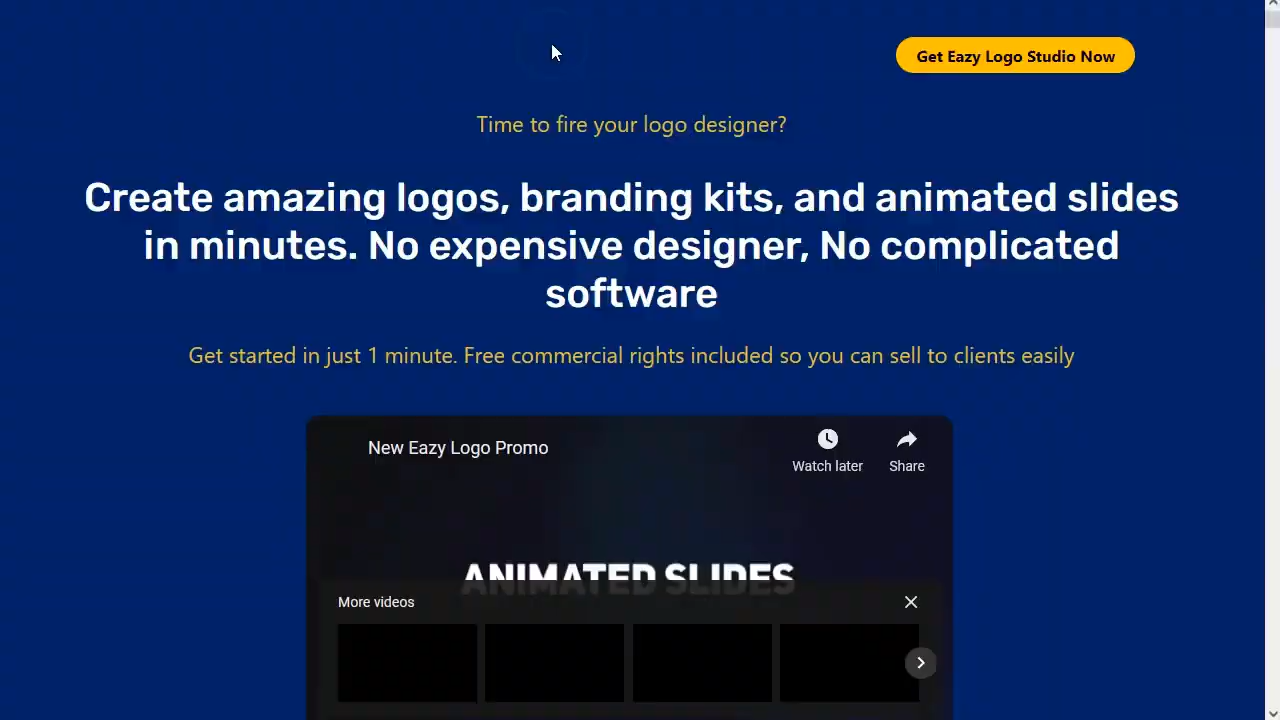 Get Eazy Logo Studio Now
Time to fire your logo designer?
Create amazing logos, branding kits, and animated slides
in minutes. No expensive designer, No complicated
software
Get started in just 1 minute. Free commercial rights included so you can sell to clients easily
New Eazy Logo Promo
Watch later
Share
ANIMATED SLIDES
More videos